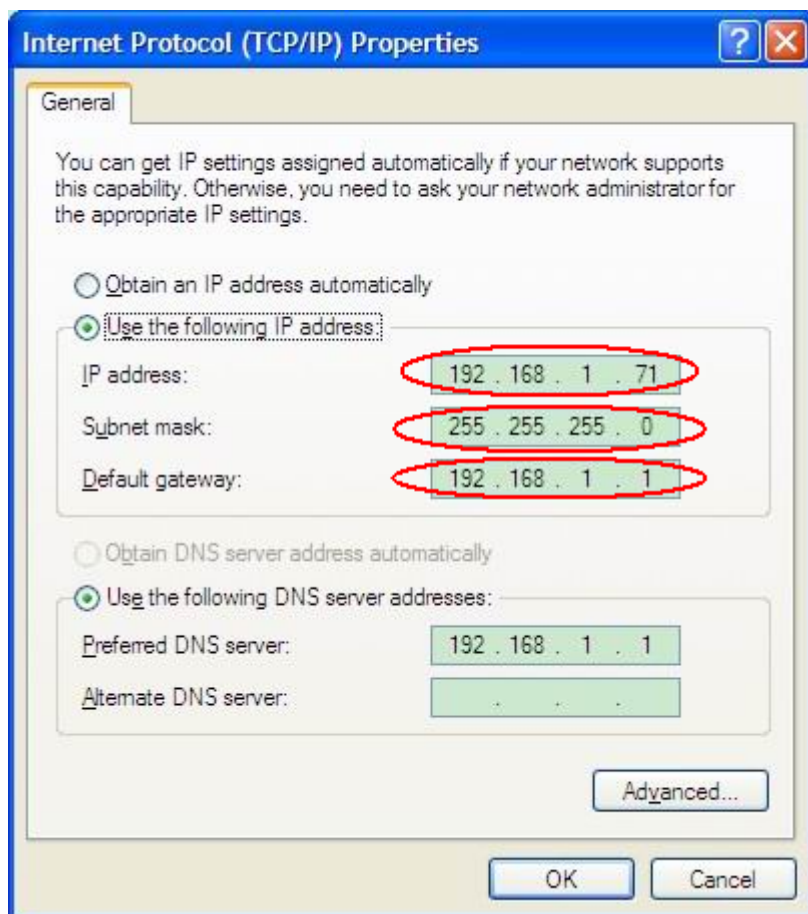 Internet Protocol (TCP/IP) Properties
General
You can get IP settings assigned automatically if your network supports
this capability. Otherwise, you need to ask your network administrator for
the appropriate IP settings.
Obtain an IP address automatically
Use the following IP address:
IP address: 192 . 168 . 1 . 71
Subnet mask: 255 . 255 . 255 . 0
Default gateway: 192 . 168 . 1 . 1
Obtain DNS server address automatically
Use the following DNS server addresses:
Preferred DNS server: 192 . 168 . 1 . 1
Alternate DNS server: . . .
Advanced...
OK Cancel